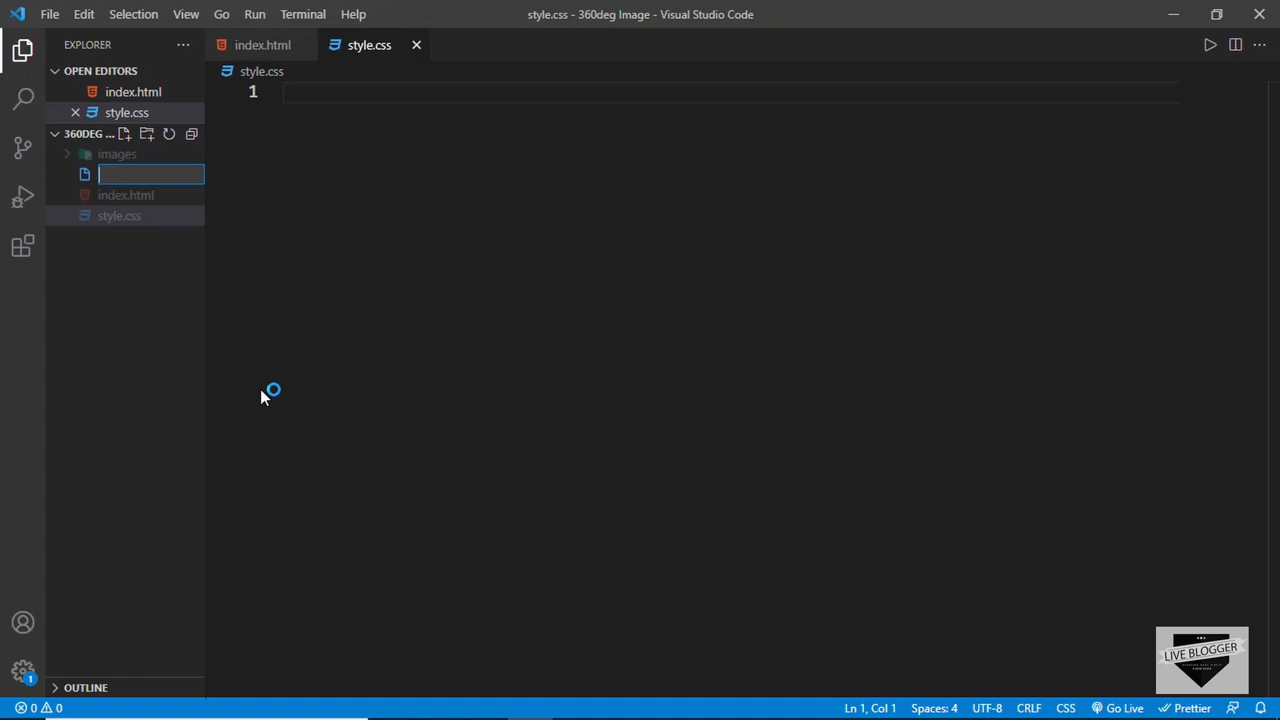 File Edit Selection View Go Run Terminal Help style.css - 360deg Image - Visual Studio Code
EXPLORER
index.html style.css
OPEN EDITORS
index.html
style.css
360DEG ...
images
index.html
style.css
style.css
1
OUTLINE
LIVE BLOGGER
0 0 Ln 1, Col 1 Spaces: 4 UTF-8 CRLF CSS Go Live Prettier
1